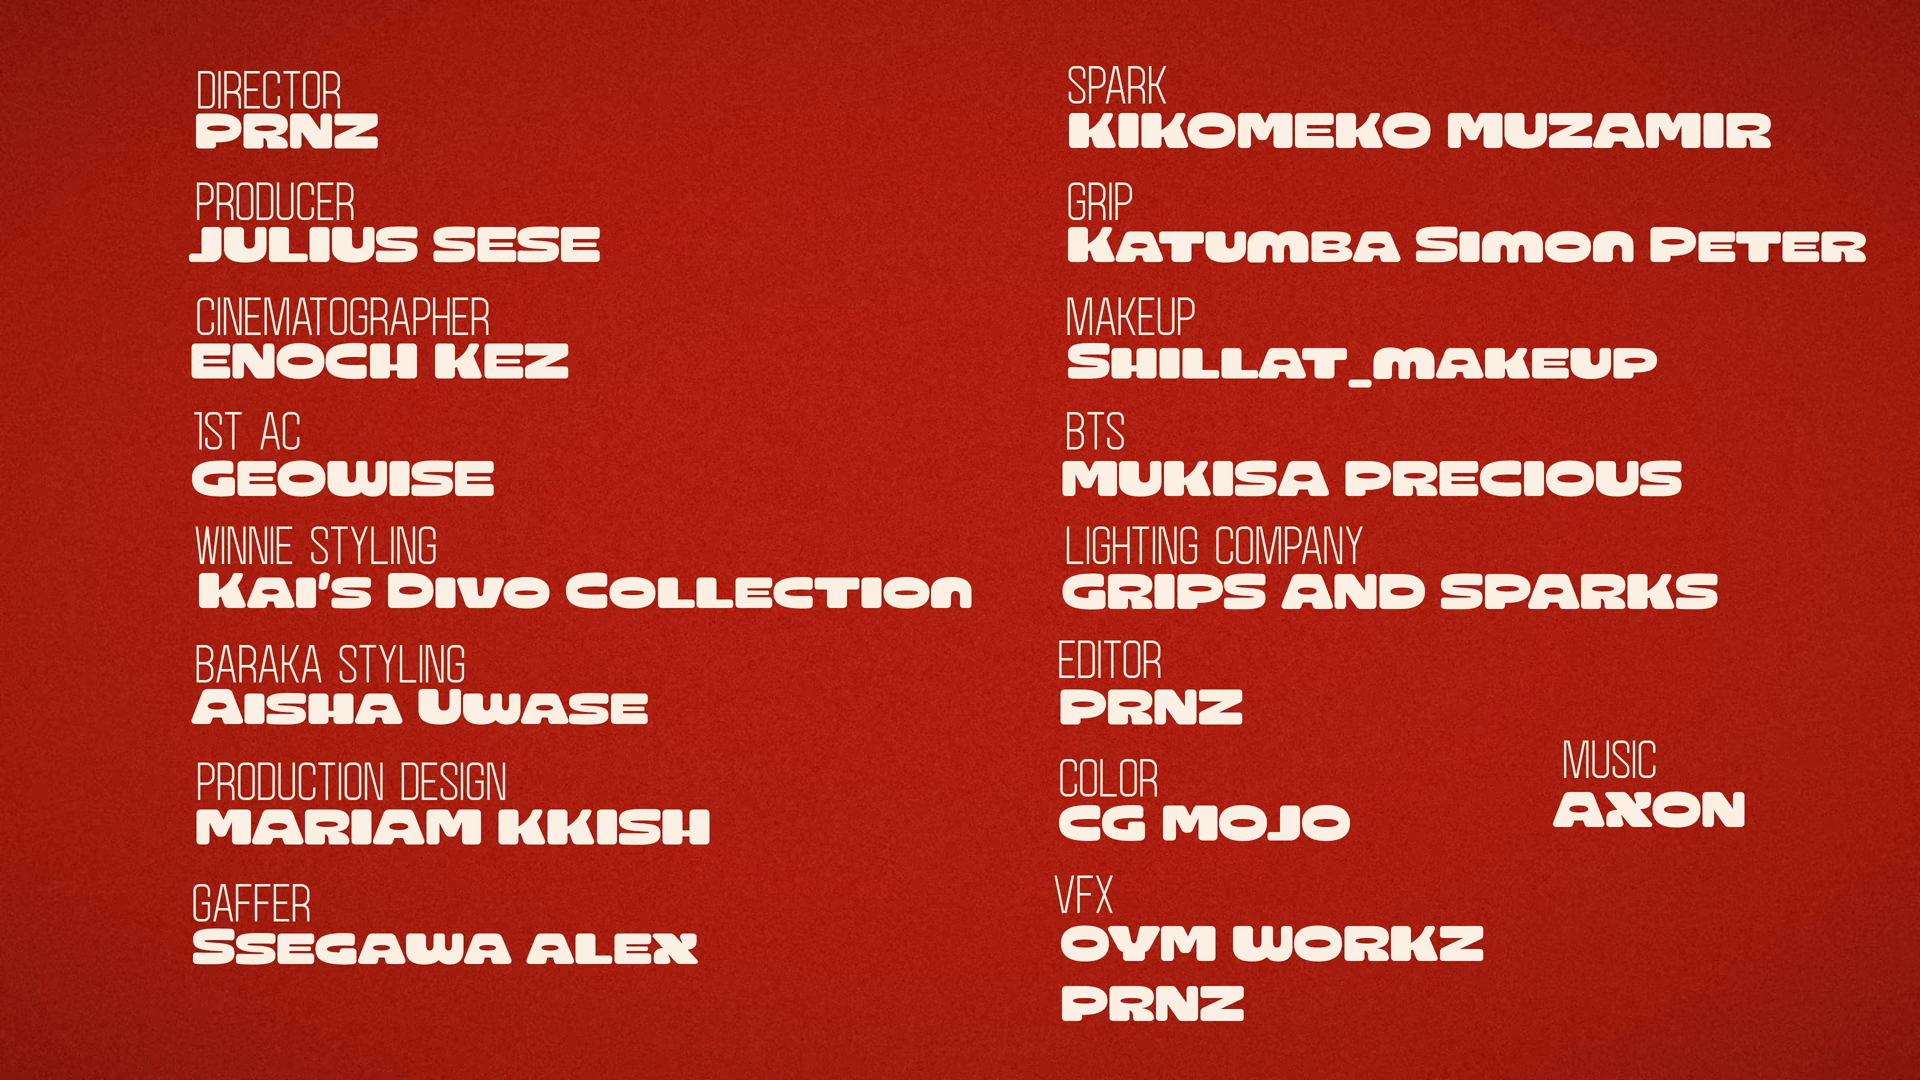 DIRECTOR
PRNZ
PRODUCER
JULIUS SESE
CINEMATOGRAPHER
ENOCH KEZ
1ST AC
GEOWISE
WINNIE STYLING
Kai's Divo Collection
BARAKA STYLING
Aisha Uwase
PRODUCTION DESIGN
MARIAM KKISH
GAFFER
Ssegawa alex
SPARK
KIKOMEKO MUZAMIR
GRIP
Katumba Simon Peter
MAKEUP
Shillat_makeup
BTS
MUKISA PRECIOUS
LIGHTING COMPANY
GRIPS AND SPARKS
EDITOR
PRNZ
COLOR
CG MOJO
MUSIC
AXON
VFX
OYM WORKZ
PRNZ